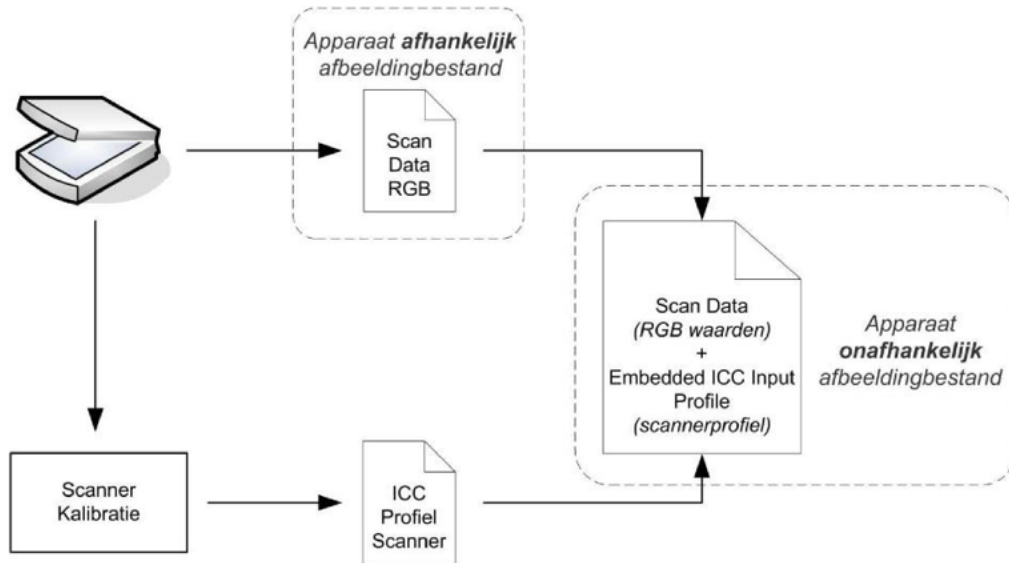 Apparaat afhankelijk
afbeeldingbestand
Scan
Data
RGB
Scan Data
(RGB waarden)
+
Embedded ICC Input
Profile
(scannerprofiel)
Apparaat
onafhankelijk
afbeeldingbestand
Scanner
Kalibratie
ICC
Profiel
Scanner